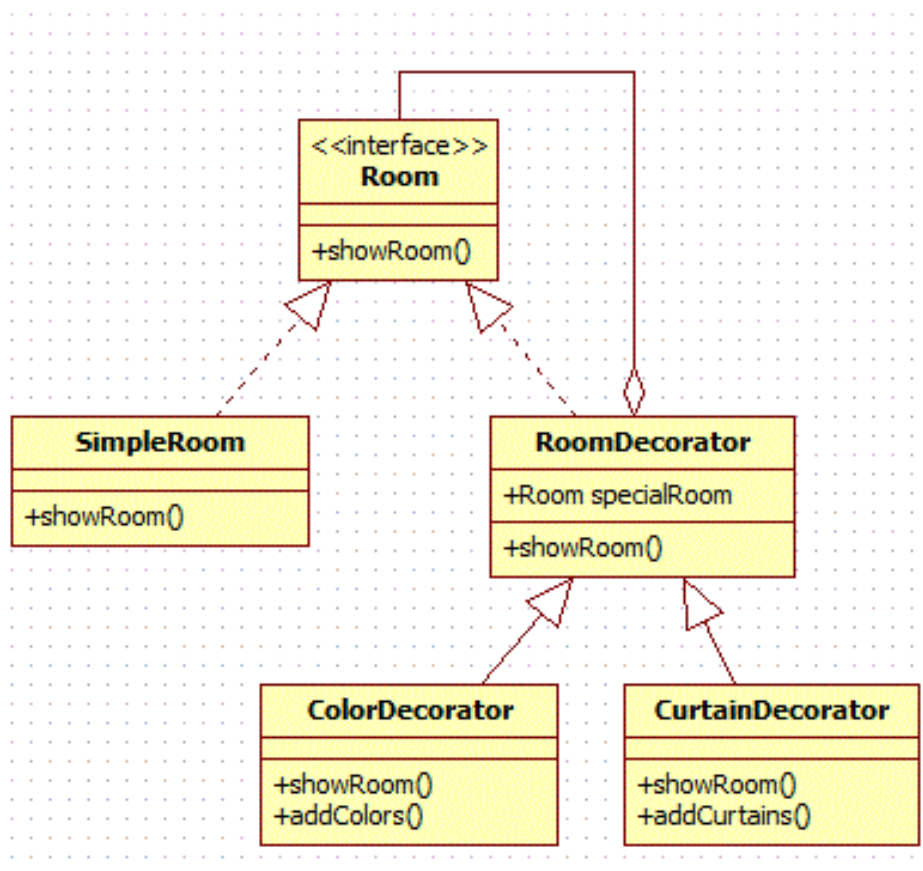 <<interface>>
Room
+showRoom()
SimpleRoom
+showRoom()
RoomDecorator
+Room specialRoom
+showRoom()
ColorDecorator
+showRoom()
+addColors()
CurtainDecorator
+showRoom()
+addCurtains()